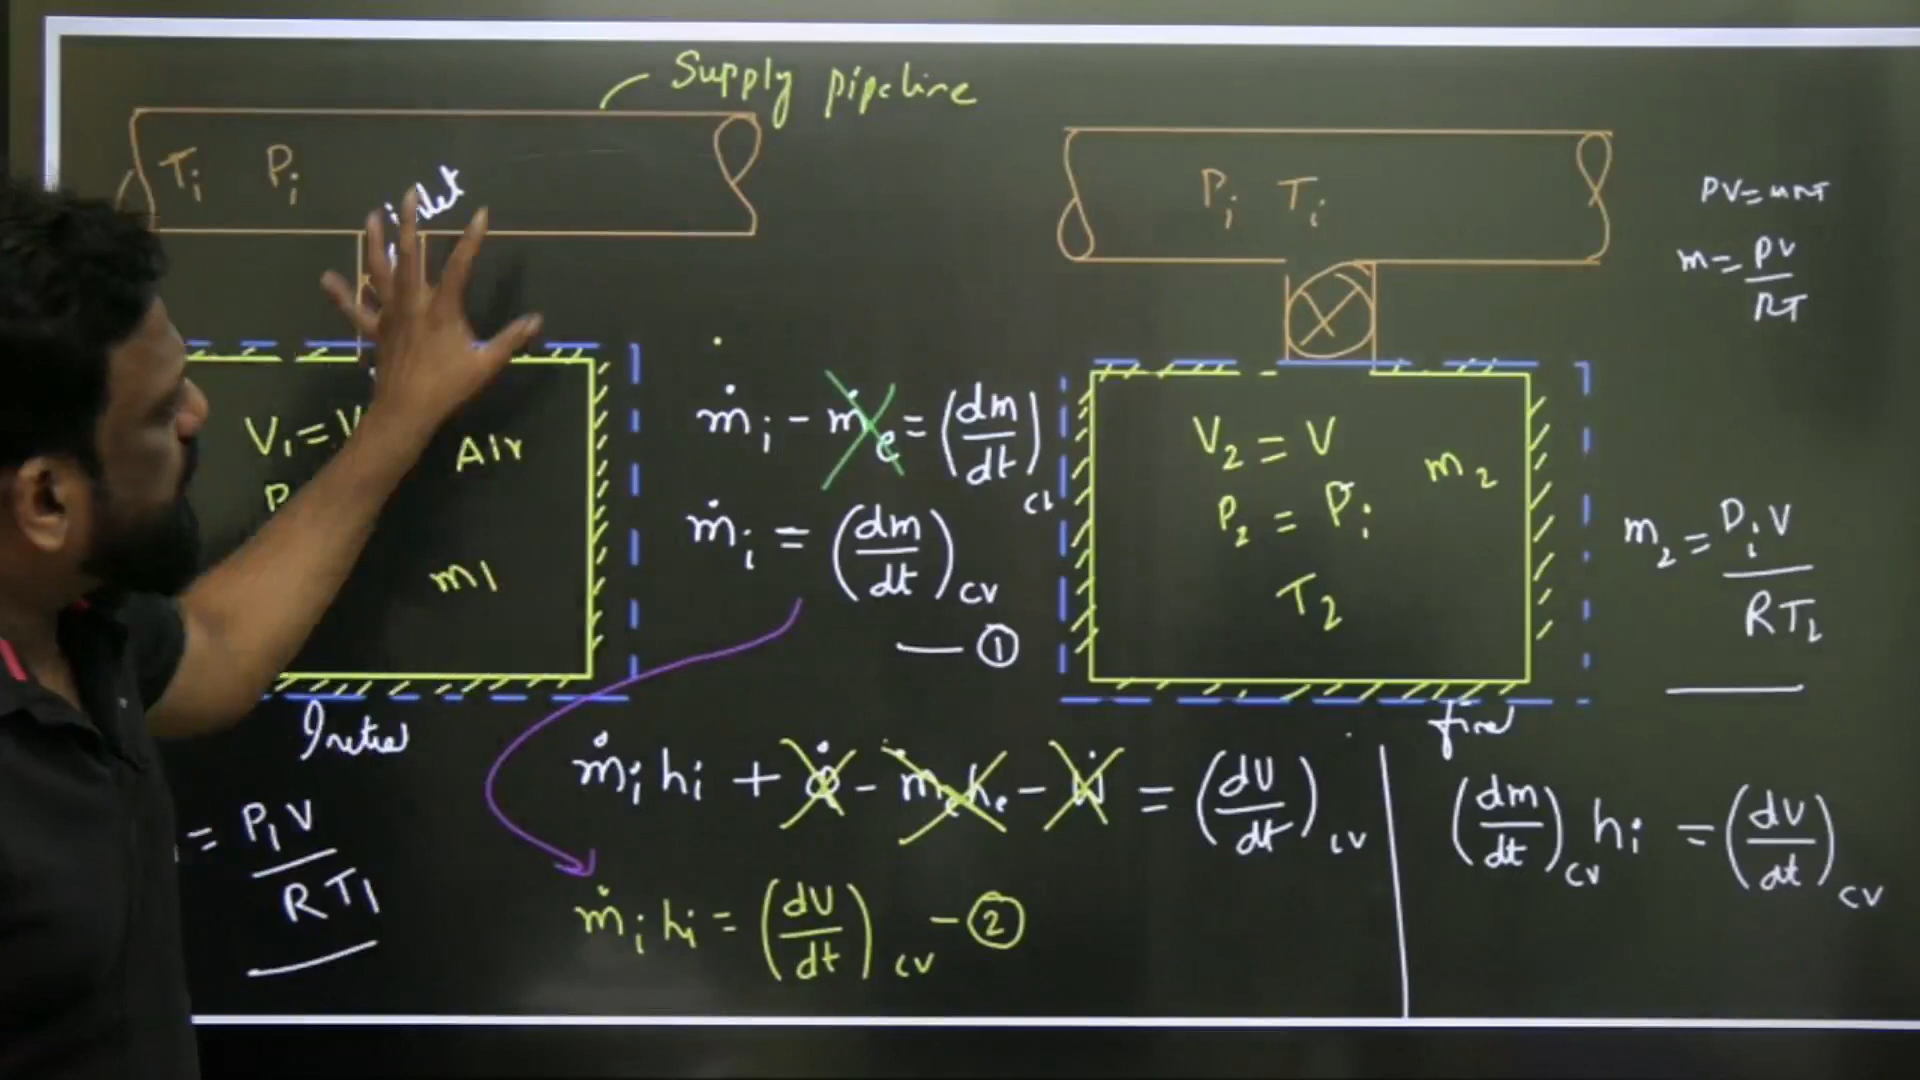 Supply pipeline
Ti Pi
inlet
Pi Ti
PV=mRT
m = PV/RT
V1 = V
Air
P
m1
ṁi - ṁe = (dm/dt)cv
ṁi = (dm/dt)cv
— ①
V2 = V
m2
P2 = Pi
T2
m2 = PiV/RT2
Initial
final
= P1V/RT1
ṁi hi + Q̇ - ṁe he - Ẇ = (dU/dt)cv
(dm/dt)cv hi = (dU/dt)cv
ṁi hi = (dU/dt)cv - ②